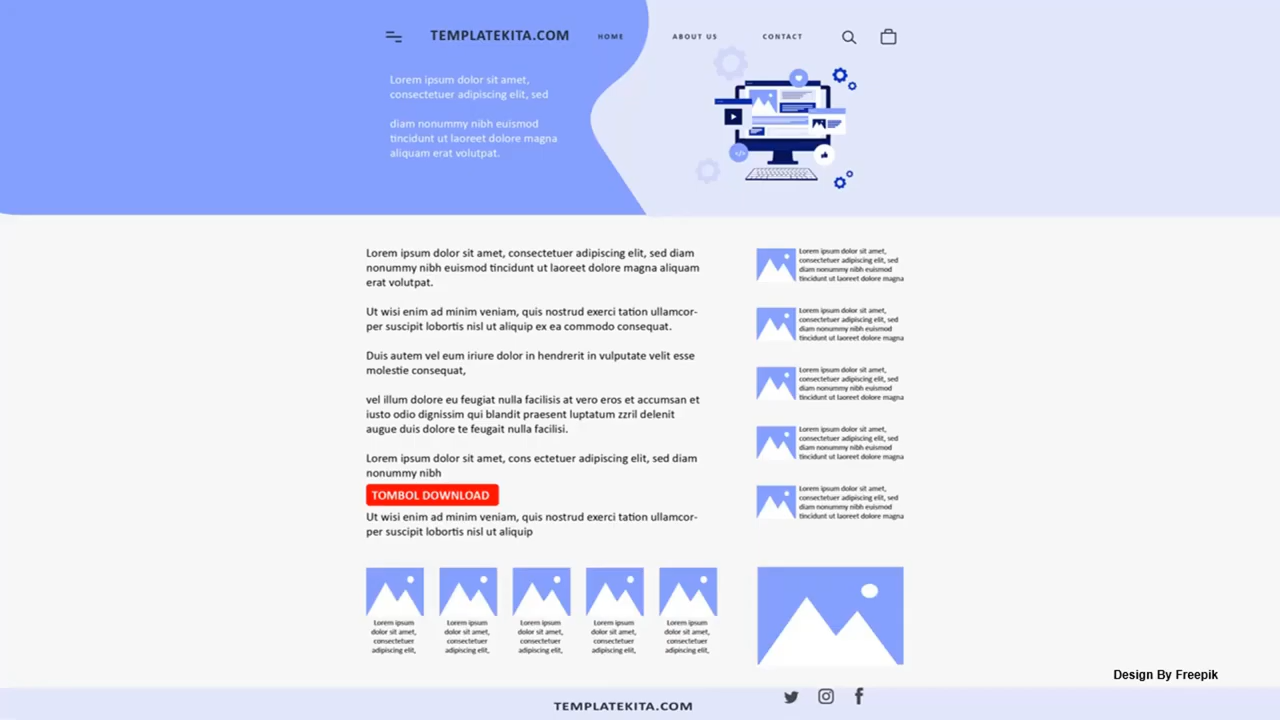 TEMPLATEKITA.COM
HOME
ABOUT US
CONTACT
Lorem ipsum dolor sit amet,
consectetuer adipiscing elit, sed
diam nonummy nibh euismod
tincidunt ut laoreet dolore magna
aliquam erat volutpat.
Lorem ipsum dolor sit amet, consectetuer adipiscing elit, sed diam
nonummy nibh euismod tincidunt ut laoreet dolore magna aliquam
erat volutpat.
Ut wisi enim ad minim veniam, quis nostrud exerci tation ullamcor-
per suscipit lobortis nisl ut aliquip ex ea commodo consequat.
Duis autem vel eum iriure dolor in hendrerit in vulputate velit esse
molestie consequat,
vel illum dolore eu feugiat nulla facilisis at vero eros et accumsan et
iusto odio dignissim qui blandit praesent luptatum zzril delenit
augue duis dolore te feugait nulla facilisi.
Lorem ipsum dolor sit amet, cons ectetuer adipiscing elit, sed diam
nonummy nibh
TOMBOL DOWNLOAD
Ut wisi enim ad minim veniam, quis nostrud exerci tation ullamcor-
per suscipit lobortis nisl ut aliquip
Lorem ipsum dolor sit amet,
consectetuer adipiscing elit, sed
diam nonummy nibh euismod
tincidunt ut laoreet dolore magna
Lorem ipsum dolor sit amet,
consectetuer adipiscing elit, sed
diam nonummy nibh euismod
tincidunt ut laoreet dolore magna
Lorem ipsum dolor sit amet,
consectetuer adipiscing elit, sed
diam nonummy nibh euismod
tincidunt ut laoreet dolore magna
Lorem ipsum dolor sit amet,
consectetuer adipiscing elit, sed
diam nonummy nibh euismod
tincidunt ut laoreet dolore magna
Lorem ipsum dolor sit amet,
consectetuer adipiscing elit, sed
diam nonummy nibh euismod
tincidunt ut laoreet dolore magna
Lorem ipsum
dolor sit amet,
consectetuer
adipiscing elit,
Lorem ipsum
dolor sit amet,
consectetuer
adipiscing elit,
Lorem ipsum
dolor sit amet,
consectetuer
adipiscing elit,
Lorem ipsum
dolor sit amet,
consectetuer
adipiscing elit,
Lorem ipsum
dolor sit amet,
consectetuer
adipiscing elit,
Design By Freepik
TEMPLATEKITA.COM